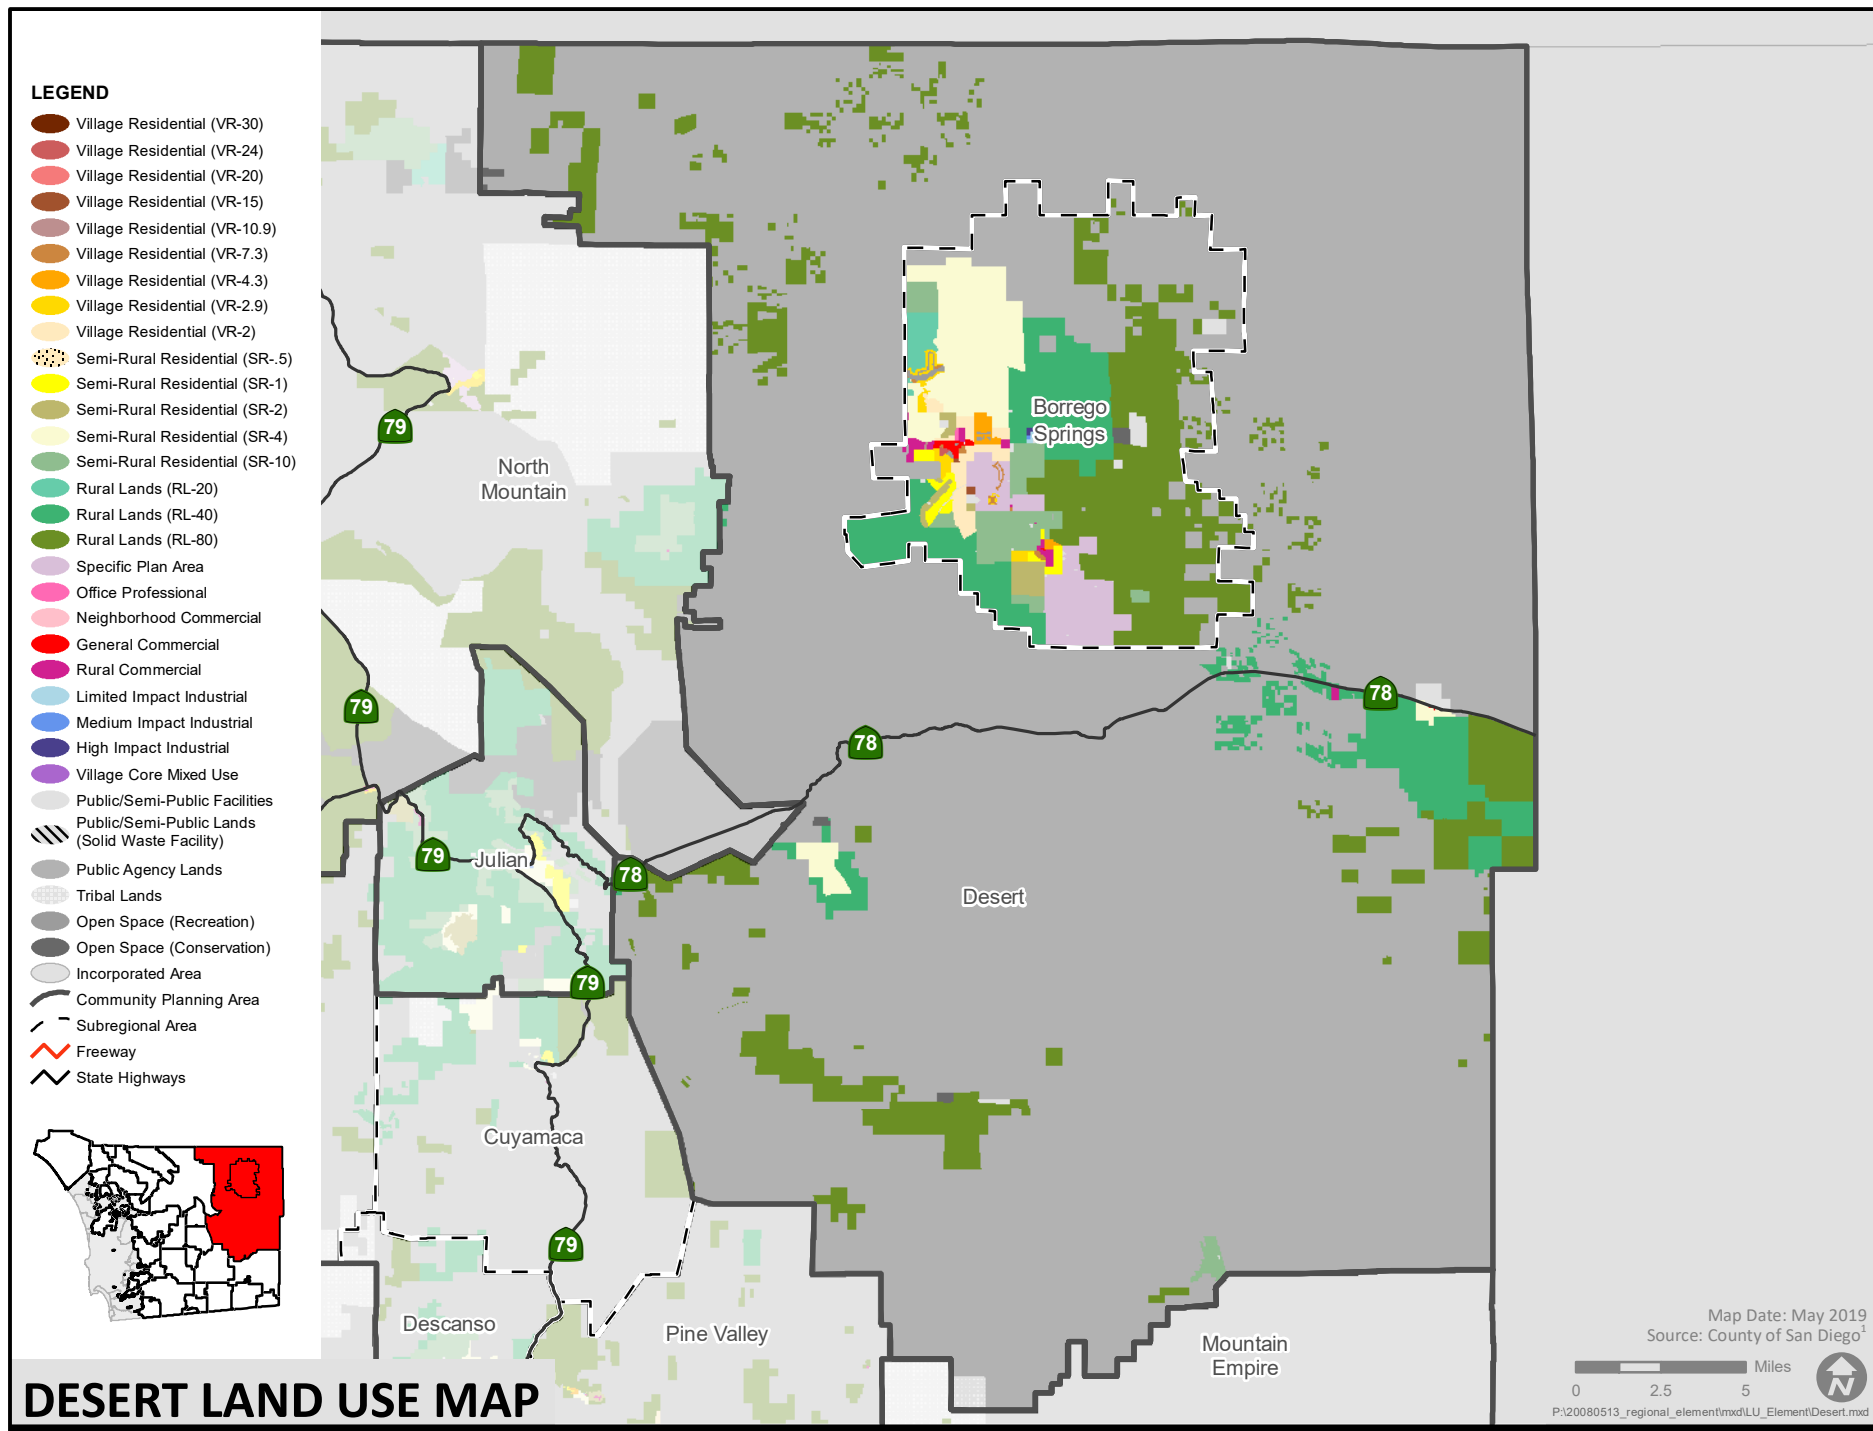 LEGEND
Village Residential (VR-30)
Village Residential (VR-24)
Village Residential (VR-20)
Village Residential (VR-15)
Village Residential (VR-10.9)
Village Residential (VR-7.3)
Village Residential (VR-4.3)
Village Residential (VR-2.9)
Village Residential (VR-2)
Semi-Rural Residential (SR-.5)
Semi-Rural Residential (SR-1)
Semi-Rural Residential (SR-2)
Semi-Rural Residential (SR-4)
Semi-Rural Residential (SR-10)
Rural Lands (RL-20)
Rural Lands (RL-40)
Rural Lands (RL-80)
Specific Plan Area
Office Professional
Neighborhood Commercial
General Commercial
Rural Commercial
Limited Impact Industrial
Medium Impact Industrial
High Impact Industrial
Village Core Mixed Use
Public/Semi-Public Facilities
Public/Semi-Public Lands
(Solid Waste Facility)
Public Agency Lands
Tribal Lands
Open Space (Recreation)
Open Space (Conservation)
Incorporated Area
Community Planning Area
Subregional Area
Freeway
State Highways
Borrego
Springs
79
North
Mountain
79
78
78
79
Julian
78
Desert
79
Cuyamaca
79
Descanso
Pine Valley
Mountain
Empire
Map Date: May 2019
Source: County of San Diego1
Miles
0 2.5 5
N
P:\20080513_regional_element\mxd\LU_Element\Desert.mxd
DESERT LAND USE MAP